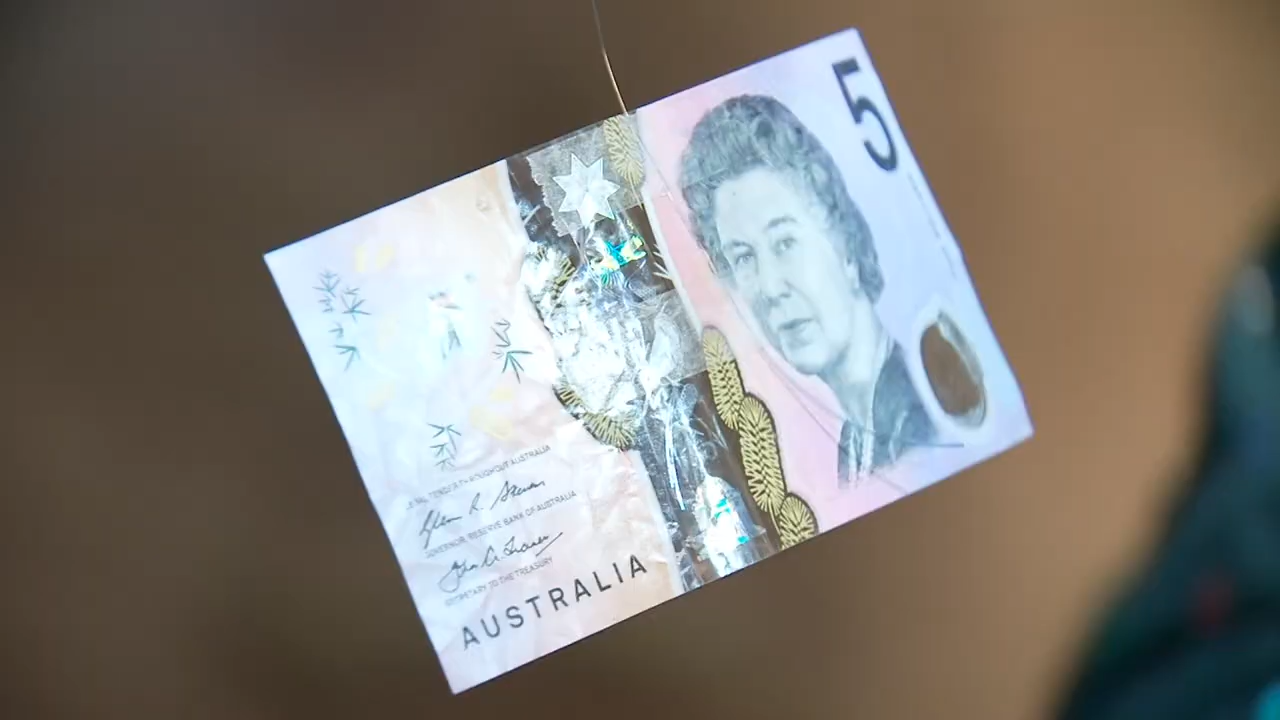 5
LEGAL TENDER THROUGHOUT AUSTRALIA
GOVERNOR, RESERVE BANK OF AUSTRALIA
SECRETARY TO THE TREASURY
AUSTRALIA